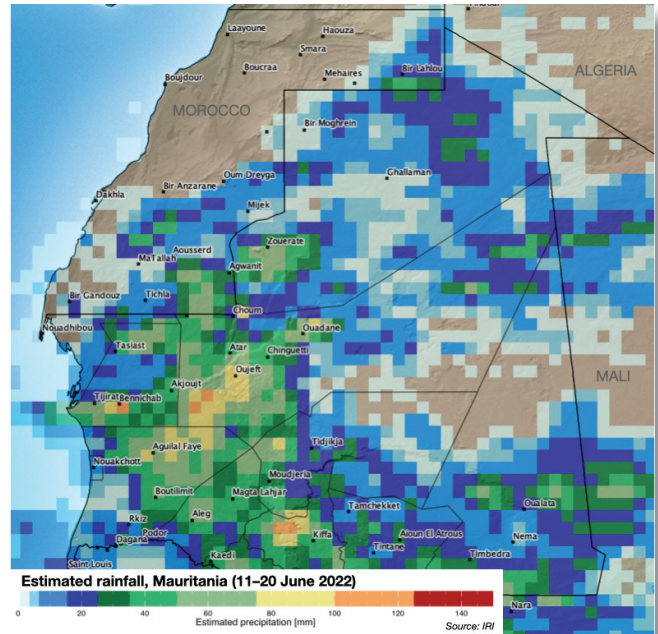 Laayoune
Haouza
Smara
Boucraa
Mehaires
Bir Lahlou
ALGERIA
Boujdour
MOROCCO
Bir Moghrein
Oum Dreyga
Ghallaman
Bir Anzarane
Dakhla
Mijek
Zouerate
Aousserd
MaTallah
Agwanit
Bir Gandouz
Tichla
Choum
Nouadhibou
Ouadane
Tasiast
Atar
Chinguetti
Oujeft
MALI
Akjoujt
Tijirat
Bennichab
Aguilal Faye
Tidjikja
Nouakchott
Moudjeria
Boutilimit
Magta Lahjar
Oualata
Tamchekket
Aleg
Rkiz
Podor
Dagana
Kiffa
Aioun El Atrous
Nema
Kaedi
Tintane
Timbedra
Saint Louis
Estimated rainfall, Mauritania (11–20 June 2022)
0 20 40 60 80 100 120 140
Estimated precipitation [mm]
Source: IRI
Nara